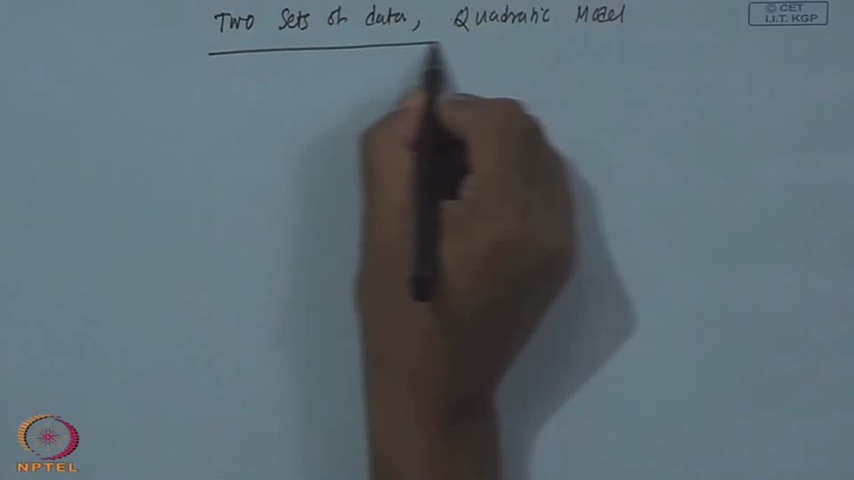 Two Sets of data, Quadratic Model
© CET
I.I.T. KGP
NPTEL